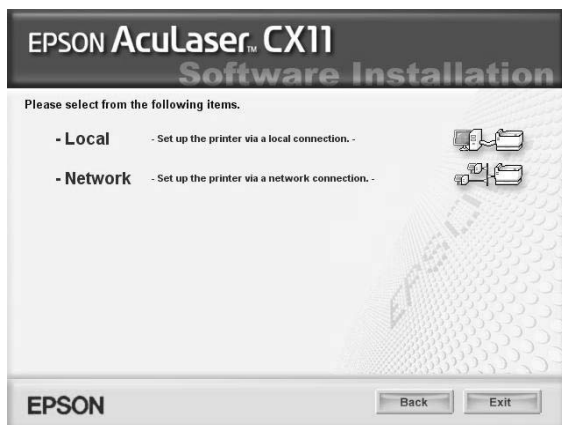 EPSON AcuLaser™ CX11
Software Installation
Please select from the following items.
- Local - Set up the printer via a local connection. -
- Network - Set up the printer via a network connection. -
EPSON
EPSON Back Exit